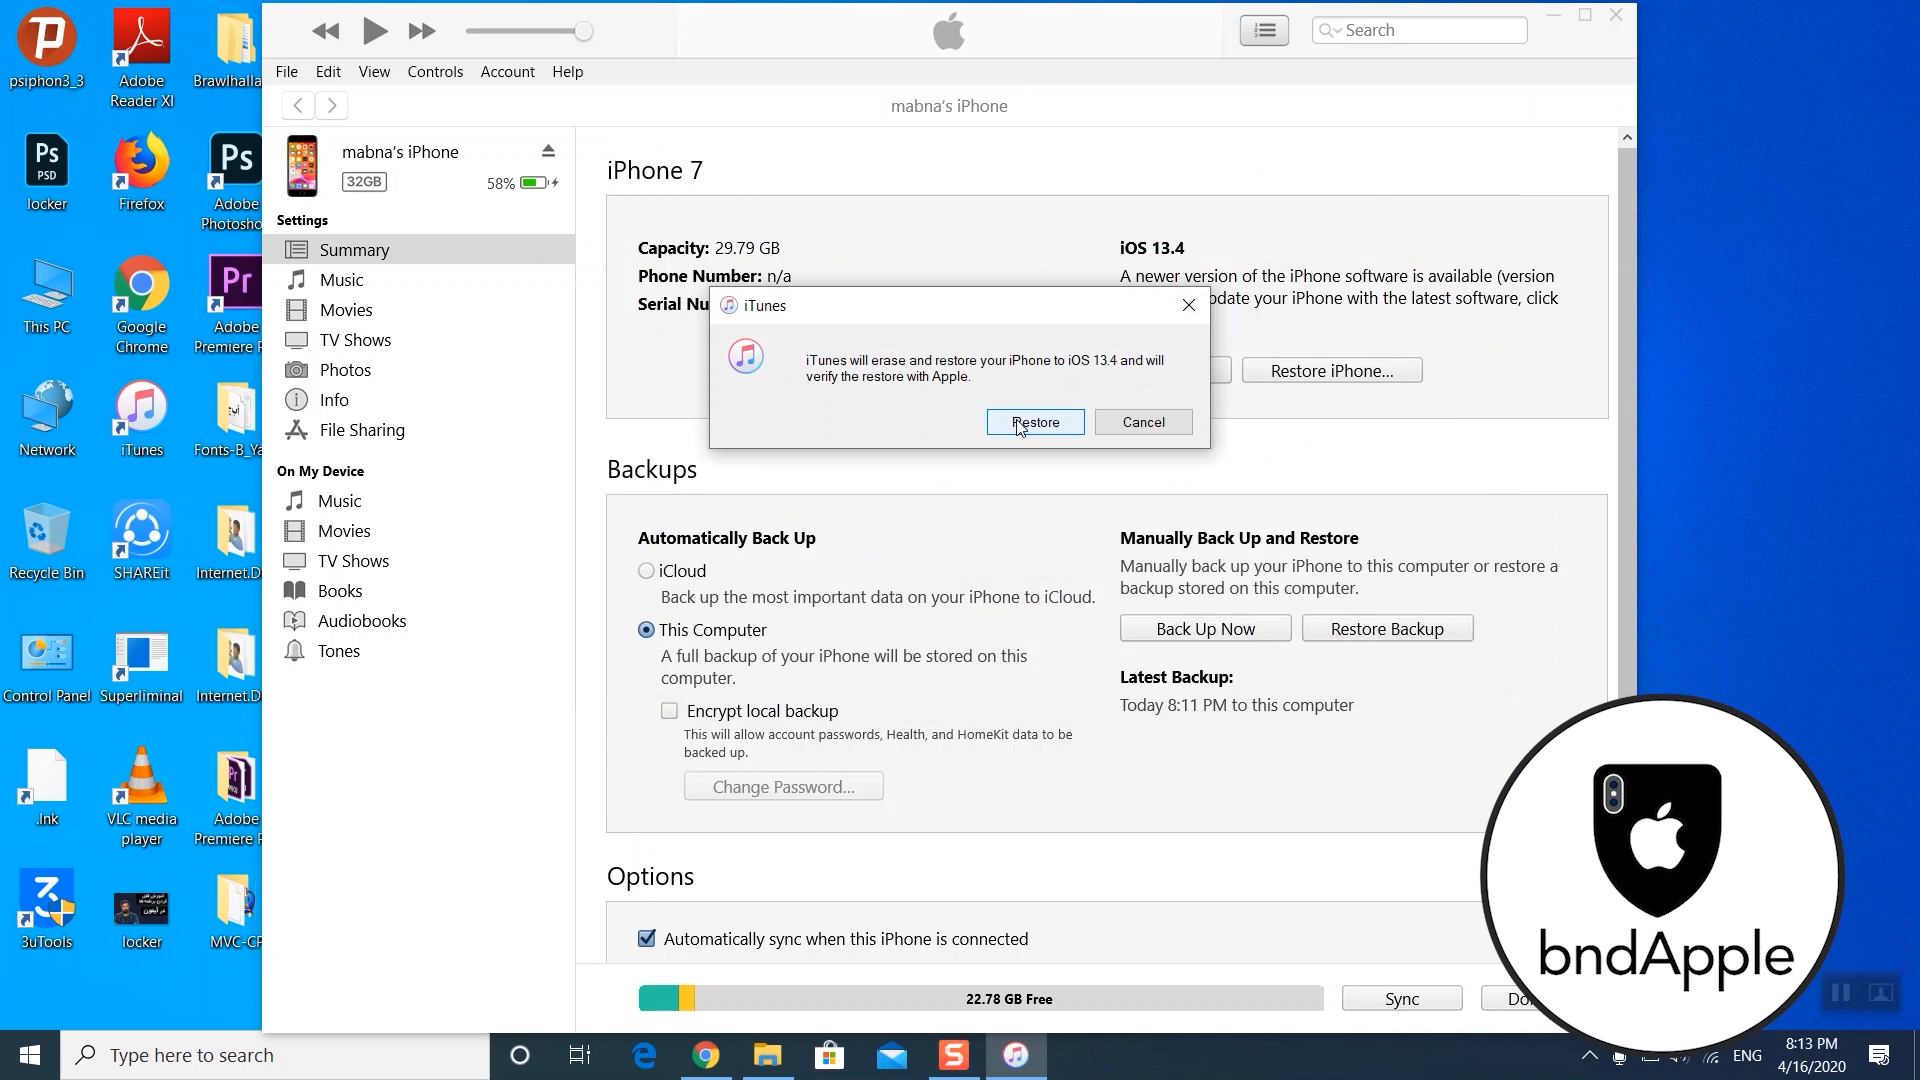 psiphon3_3
Adobe
Reader XI
Brawlhalla
Ps
PSD
locker
Firefox
Ps
Adobe
Photosho
This PC
Google
Chrome
Pr
Adobe
Premiere P
Network
iTunes
Fonts-B_Ya
Recycle Bin
SHAREit
Internet.D
Control Panel
Superliminal
Internet.D
.lnk
VLC media
player
Adobe
Premiere P
3uTools
locker
MVC-CP
Search
File
Edit
View
Controls
Account
Help
mabna's iPhone
mabna's iPhone
32GB
58%
Settings
Summary
Music
Movies
TV Shows
Photos
Info
File Sharing
On My Device
Music
Movies
TV Shows
Books
Audiobooks
Tones
iPhone 7
Capacity: 29.79 GB
Phone Number: n/a
Serial Nu
iOS 13.4
A newer version of the iPhone software is available (version
pdate your iPhone with the latest software, click
Restore iPhone...
iTunes
iTunes will erase and restore your iPhone to iOS 13.4 and will
verify the restore with Apple.
Restore
Cancel
Backups
Automatically Back Up
iCloud
Back up the most important data on your iPhone to iCloud.
This Computer
A full backup of your iPhone will be stored on this
computer.
Encrypt local backup
This will allow account passwords, Health, and HomeKit data to be
backed up.
Change Password...
Manually Back Up and Restore
Manually back up your iPhone to this computer or restore a
backup stored on this computer.
Back Up Now
Restore Backup
Latest Backup:
Today 8:11 PM to this computer
Options
Automatically sync when this iPhone is connected
22.78 GB Free
Sync
Do
bndApple
Type here to search
ENG
8:13 PM
4/16/2020